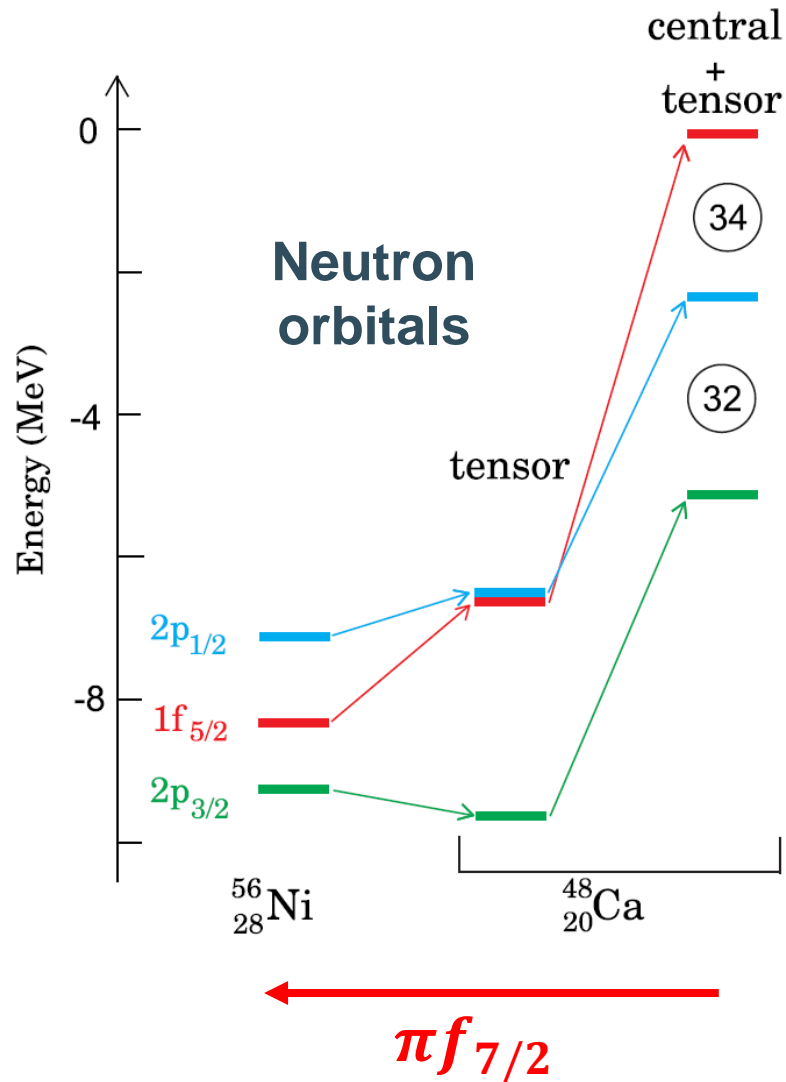 central
+
tensor
0
34
Neutron
orbitals
Energy (MeV)
-4
32
tensor
2p1/2
1f5/2
-8
2p3/2
56
28Ni
48
20Ca
πf7/2